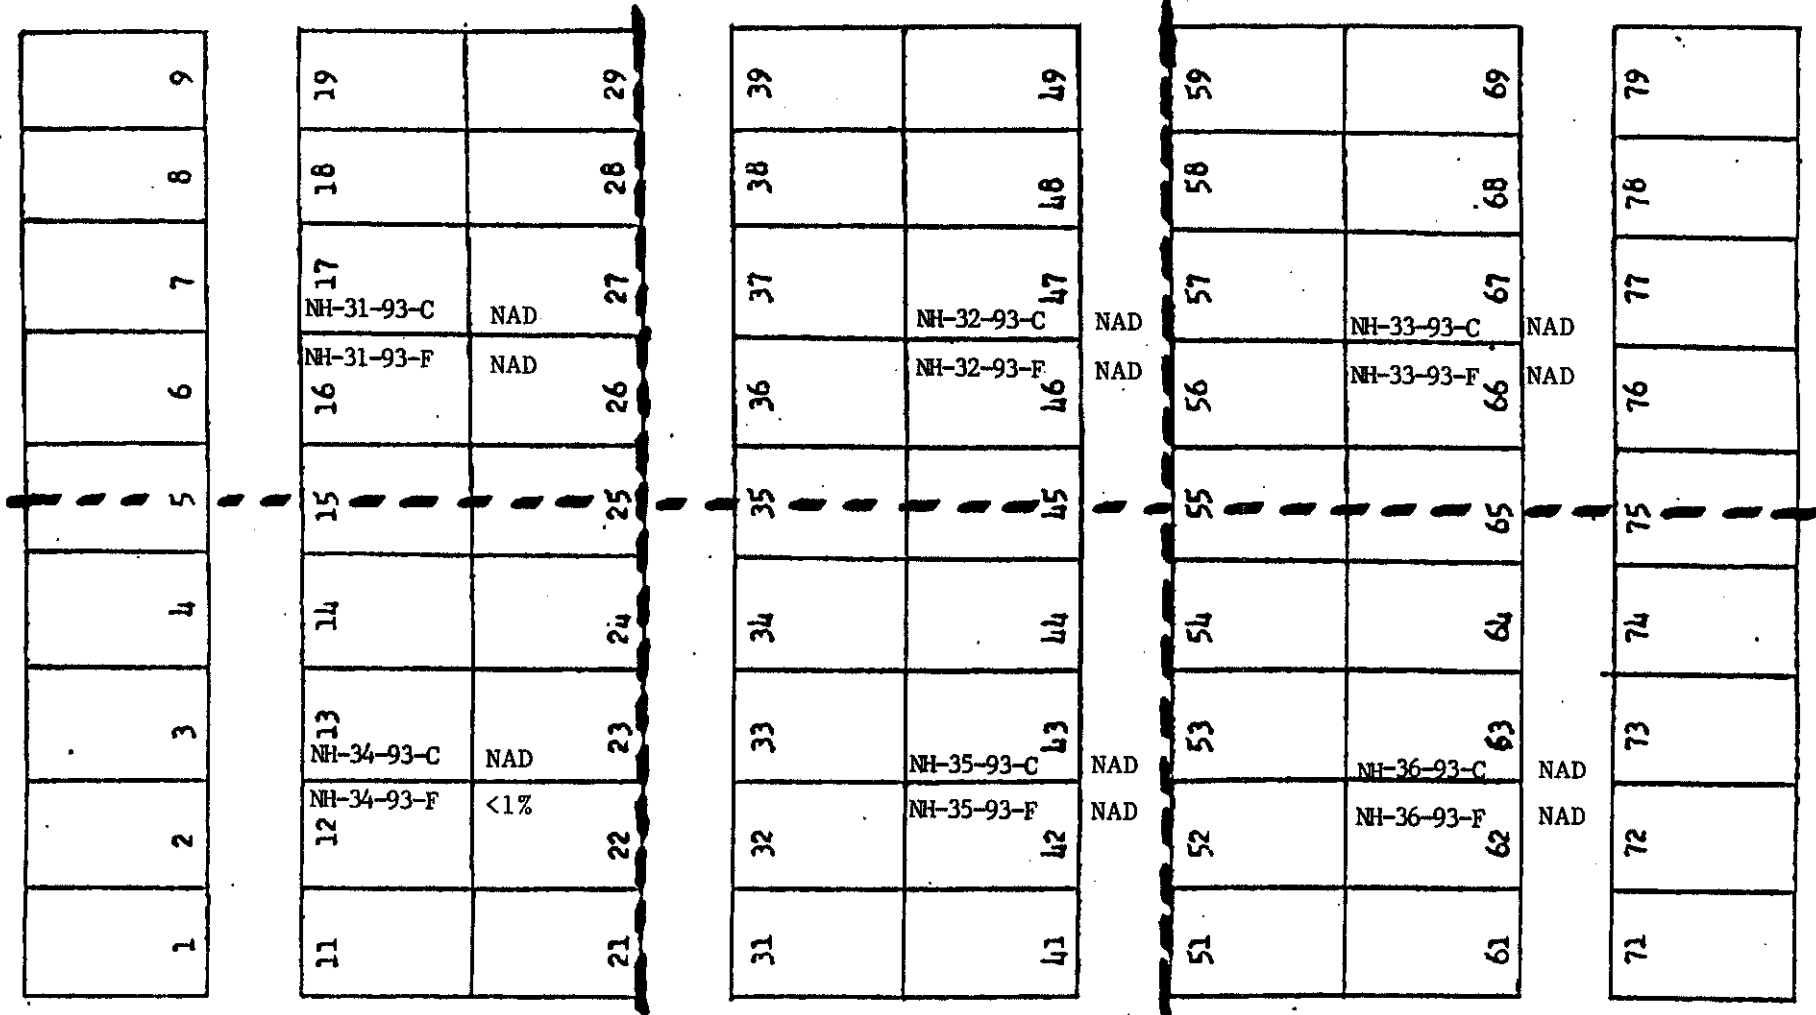 9 19 29 39 49 59 69 79
8 18 28 38 48 58 68 78
7 17 27 37 47 57 67 77
NH-31-93-C NAD NH-32-93-C NAD NH-33-93-C NAD
NH-31-93-F NAD NH-32-93-F NAD NH-33-93-F NAD
6 16 26 36 46 56 66 76
5 15 25 35 45 55 65 75
4 14 24 34 44 54 64 74
3 13 23 33 43 53 63 73
NH-34-93-C NAD NH-35-93-C NAD NH-36-93-C NAD
NH-34-93-F <1% NH-35-93-F NAD NH-36-93-F NAD
2 12 22 32 42 52 62 72
1 11 21 31 41 51 61 71